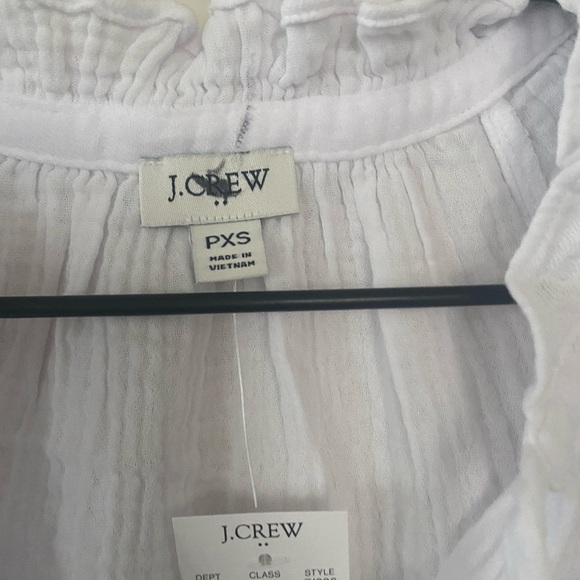 J.CREW
PXS
MADE IN
VIETNAM
J.CREW
DEPT CLASS STYLE